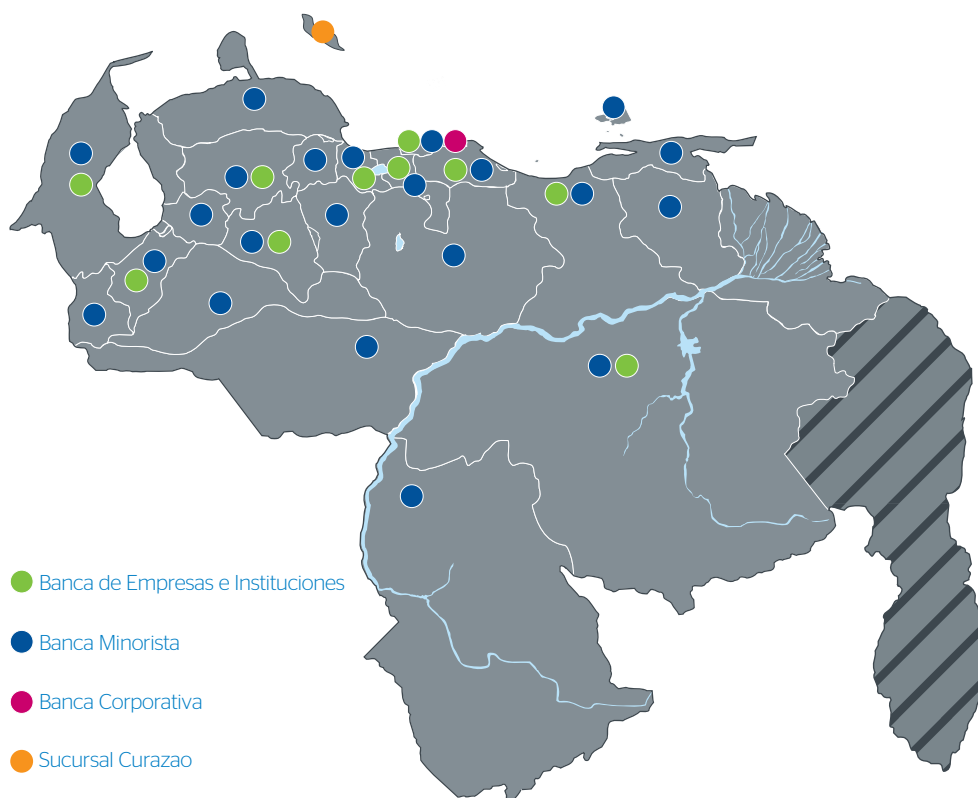 Banca de Empresas e Instituciones
Banca Minorista
Banca Corporativa
Sucursal Curazao